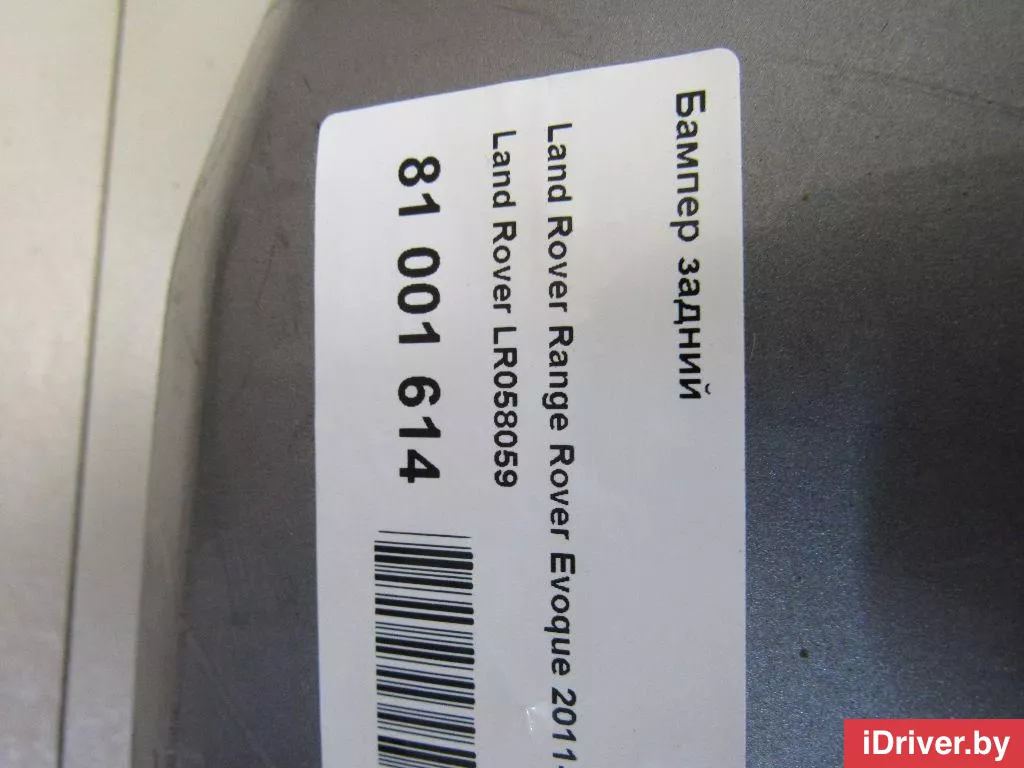 Бампер задний
Land Rover Range Rover Evoque 2011-
Land Rover LR058059
81 001 614
iDriver.by